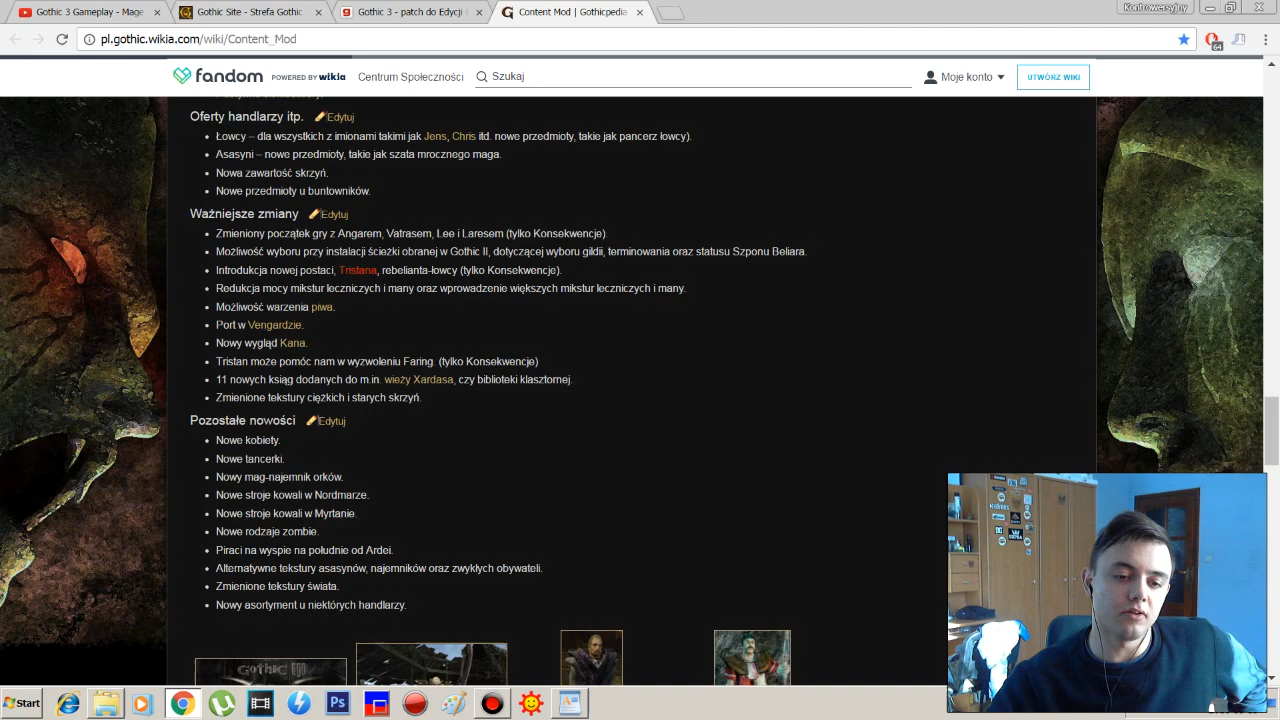 Gothic 3 Gameplay - Mage
Gothic Site - Strefa Gothic
Gothic 3 - patch do Edycji
Content Mod | Gothicpedia
Kontrowersyjny
pl.gothic.wikia.com/wiki/Content_Mod
64
fandom POWERED BY wikia Centrum Społeczności Szukaj Moje konto UTWÓRZ WIKI
Oferty handlarzy itp. Edytuj
Łowcy – dla wszystkich z imionami takimi jak Jens, Chris itd. nowe przedmioty, takie jak pancerz łowcy).
Asasyni – nowe przedmioty, takie jak szata mrocznego maga.
Nowa zawartość skrzyń.
Nowe przedmioty u buntowników.
Ważniejsze zmiany Edytuj
Zmieniony początek gry z Angarem, Vatrasem, Lee i Laresem (tylko Konsekwencje).
Możliwość wyboru przy instalacji ścieżki obranej w Gothic II, dotyczącej wyboru gildii, terminowania oraz statusu Szponu Beliara.
Introdukcja nowej postaci, Tristana, rebelianta-łowcy (tylko Konsekwencje).
Redukcja mocy mikstur leczniczych i many oraz wprowadzenie większych mikstur leczniczych i many.
Możliwość warzenia piwa.
Port w Vengardzie.
Nowy wygląd Kana.
Tristan może pomóc nam w wyzwoleniu Faring. (tylko Konsekwencje)
11 nowych ksiąg dodanych do m.in. wieży Xardasa, czy biblioteki klasztornej.
Zmienione tekstury ciężkich i starych skrzyń.
Pozostałe nowości Edytuj
Nowe kobiety.
Nowe tancerki.
Nowy mag-najemnik orków.
Nowe stroje kowali w Nordmarze.
Nowe stroje kowali w Myrtanie.
Nowe rodzaje zombie.
Piraci na wyspie na południe od Ardei.
Alternatywne tekstury asasynów, najemników oraz zwykłych obywateli.
Zmienione tekstury świata.
Nowy asortyment u niektórych handlarzy.
GOTHIC III
Start
Ps